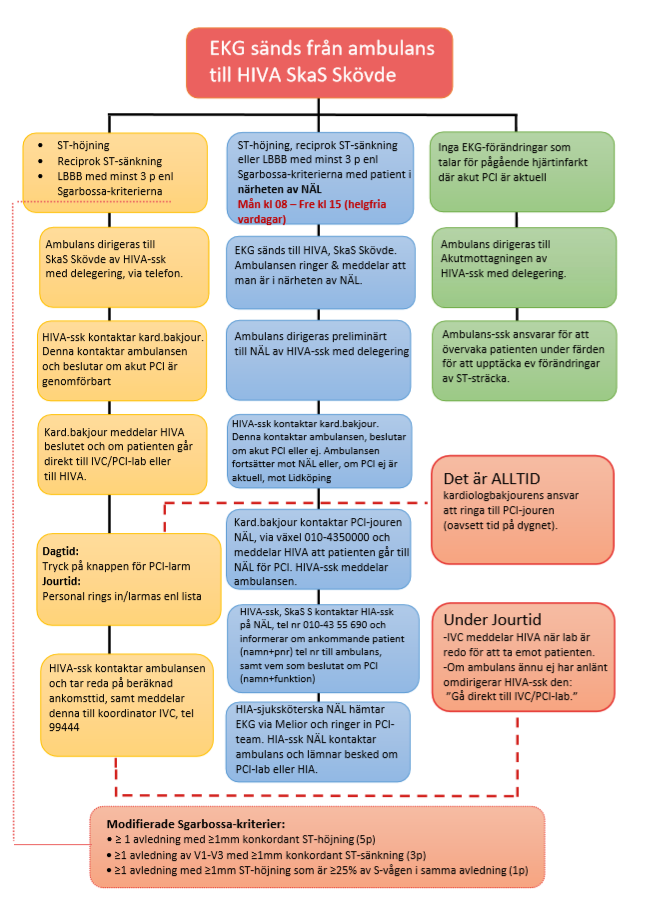 EKG sänds från ambulans
till HIVA SkaS Skövde
• ST-höjning
• Reciprok ST-sänkning
• LBBB med minst 3 p enl
Sgarbossa-kriterierna
Ambulans dirigeras till
SkaS Skövde av HIVA-ssk
med delegering, via telefon.
HIVA-ssk kontaktar kard.bakjour.
Denna kontaktar ambulansen
och beslutar om akut PCI är
genomförbart
Kard.bakjour meddelar HIVA
beslutet och om patienten går
direkt till IVC/PCI-lab eller
till HIVA.
Dagtid:
Tryck på knappen för PCI-larm
Jourtid:
Personal rings in/larmas enl lista
HIVA-ssk kontaktar ambulansen
och tar reda på beräknad
ankomsttid, samt meddelar
denna till koordinator IVC, tel
99444
ST-höjning, reciprok ST-sänkning
eller LBBB med minst 3 p enl
Sgarbossa-kriterierna med patient i
närheten av NÄL
Mån kl 08 – Fre kl 15 (helgfria
vardagar)
EKG sänds till HIVA, SkaS Skövde.
Ambulansen ringer & meddelar att
man är i närheten av NÄL.
Ambulans dirigeras preliminärt
till NÄL av HIVA-ssk med delegering
HIVA-ssk kontaktar kard.bakjour.
Denna kontaktar ambulansen, beslutar
om akut PCI eller ej. Ambulansen
fortsätter mot NÄL eller, om PCI ej är
aktuell, mot Lidköping
Kard.bakjour kontaktar PCI-jouren
NÄL, via växel 010-4350000 och
meddelar HIVA att patienten går till
NÄL för PCI. HIVA-ssk meddelar
ambulansen.
HIVA-ssk, SkaS S kontaktar HIA-ssk
på NÄL, tel nr 010-43 55 690 och
informerar om ankommande patient
(namn+pnr) tel nr till ambulans,
samt vem som beslutat om PCI
(namn+funktion)
HIA-sjuksköterska NÄL hämtar
EKG via Melior och ringer in PCI-
team. HIA-ssk NÄL kontaktar
ambulans och lämnar besked om
PCI-lab eller HIA.
Inga EKG-förändringar som
talar för pågående hjärtinfarkt
där akut PCI är aktuell
Ambulans dirigeras till
Akutmottagningen av
HIVA-ssk med delegering.
Ambulans-ssk ansvarar för att
övervaka patienten under färden
för att upptäcka ev förändringar
av ST-sträcka.
Det är ALLTID
kardiologbakjourens ansvar
att ringa till PCI-jouren
(oavsett tid på dygnet).
Under Jourtid
-IVC meddelar HIVA när lab är
redo för att ta emot patienten.
-Om ambulans ännu ej har anlänt
omdirigerar HIVA-ssk den:
”Gå direkt till IVC/PCI-lab.”
Modifierade Sgarbossa-kriterier:
• ≥ 1 avledning med ≥1mm konkordant ST-höjning (5p)
• ≥1 avledning av V1-V3 med ≥1mm konkordant ST-sänkning (3p)
• ≥1 avledning med ≥1mm ST-höjning som är ≥25% av S-vågen i samma avledning (1p)